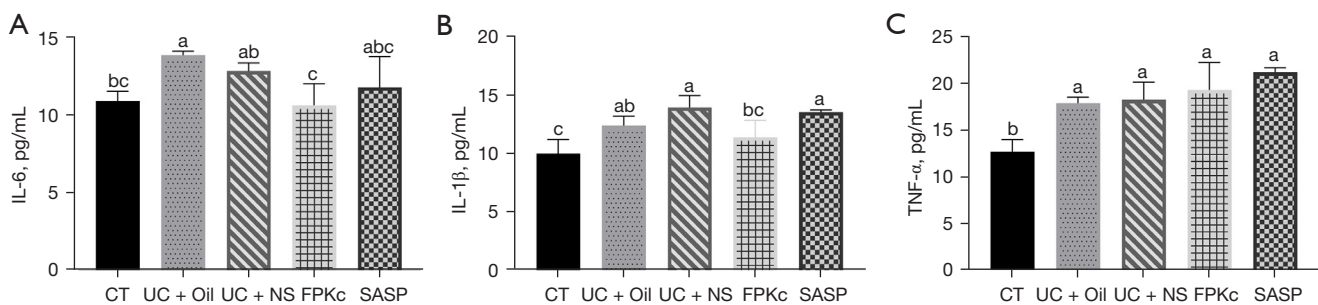 A
IL-6, pg/mL
15
10
5
0
bc
a
ab
c
abc
CT
UC + Oil
UC + NS
FPKc
SASP
B
IL-1β, pg/mL
20
15
10
5
0
c
ab
a
bc
a
CT
UC + Oil
UC + NS
FPKc
SASP
C
TNF-α, pg/mL
25
20
15
10
5
0
b
a
a
a
a
CT
UC + Oil
UC + NS
FPKc
SASP